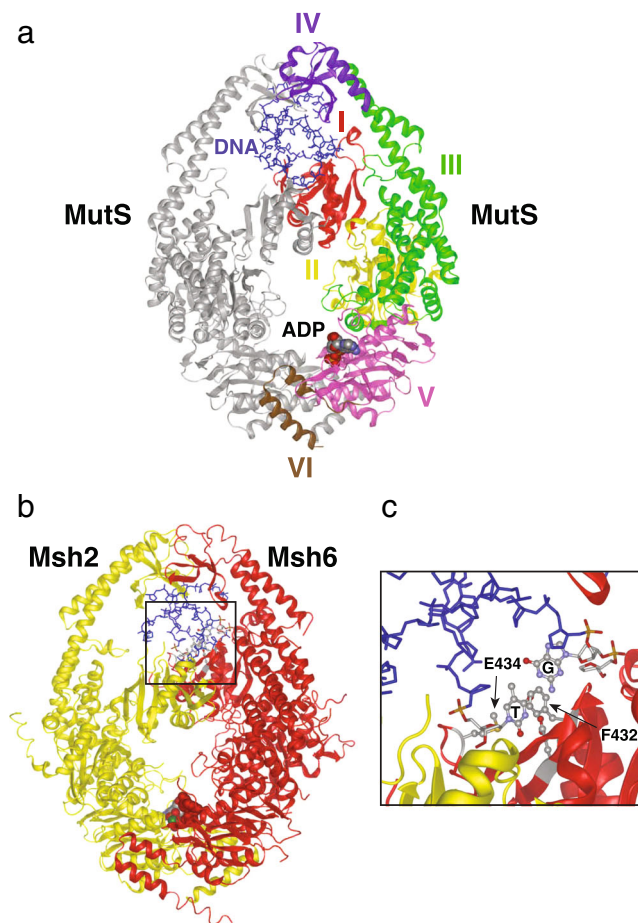 a
IV
I
DNA
III
MutS MutS
II
ADP
V
VI
b
c
Msh2 Msh6
E434
G
T
F432